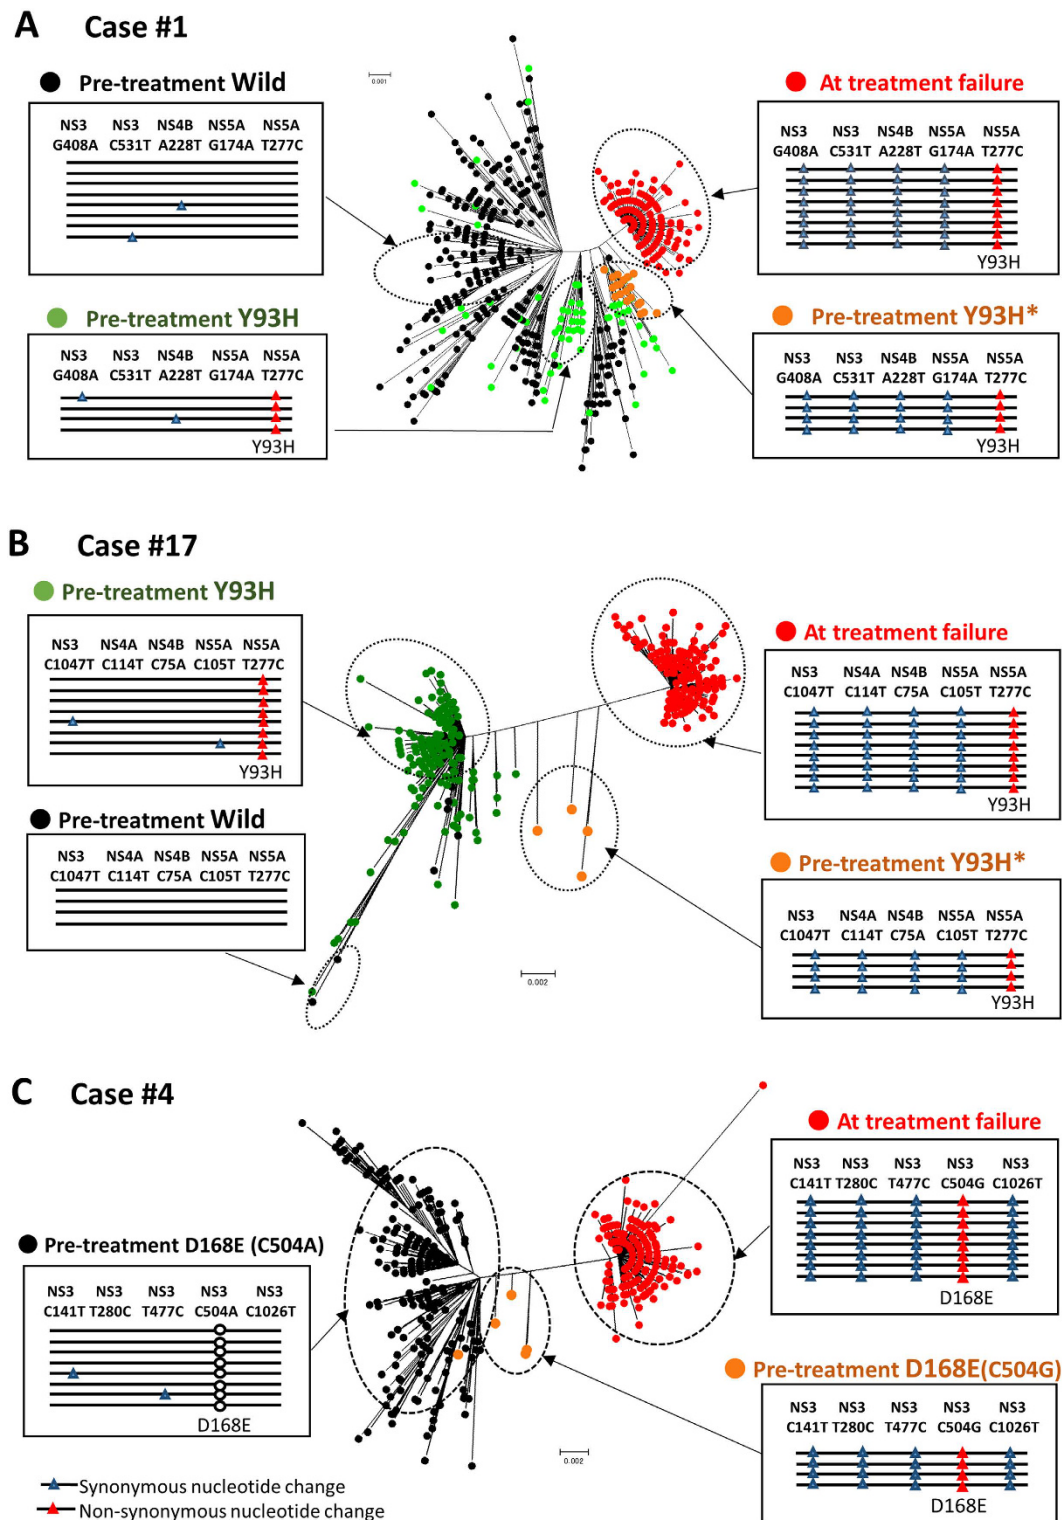 A Case #1
Pre-treatment Wild
NS3 NS3 NS4B NS5A NS5A
G408A C531T A228T G174A T277C
0.001
At treatment failure
NS3 NS3 NS4B NS5A NS5A
G408A C531T A228T G174A T277C
Y93H
Pre-treatment Y93H
NS3 NS3 NS4B NS5A NS5A
G408A C531T A228T G174A T277C
Y93H
Pre-treatment Y93H*
NS3 NS3 NS4B NS5A NS5A
G408A C531T A228T G174A T277C
Y93H
B Case #17
Pre-treatment Y93H
NS3 NS4A NS4B NS5A NS5A
C1047T C114T C75A C105T T277C
Y93H
At treatment failure
NS3 NS4A NS4B NS5A NS5A
C1047T C114T C75A C105T T277C
Y93H
Pre-treatment Wild
NS3 NS4A NS4B NS5A NS5A
C1047T C114T C75A C105T T277C
Pre-treatment Y93H*
NS3 NS4A NS4B NS5A NS5A
C1047T C114T C75A C105T T277C
Y93H
0.002
C Case #4
At treatment failure
NS3 NS3 NS3 NS3 NS3
C141T T280C T477C C504G C1026T
D168E
Pre-treatment D168E (C504A)
NS3 NS3 NS3 NS3 NS3
C141T T280C T477C C504A C1026T
D168E
Pre-treatment D168E(C504G)
NS3 NS3 NS3 NS3 NS3
C141T T280C T477C C504G C1026T
D168E
0.002
Synonymous nucleotide change
Non-synonymous nucleotide change